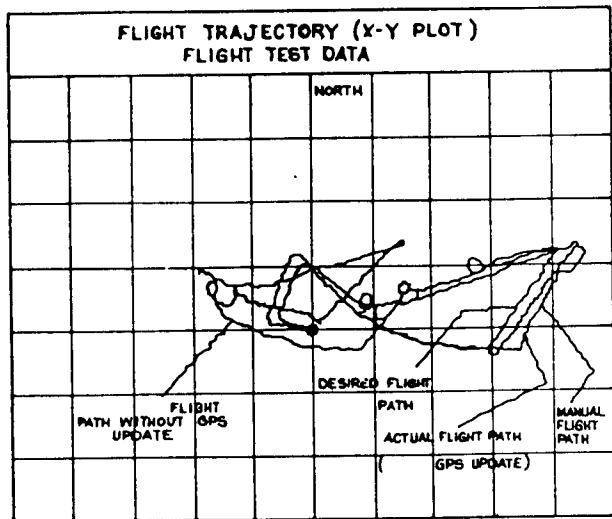 FLIGHT TRAJECTORY (X-Y PLOT)
FLIGHT TEST DATA
NORTH
FLIGHT
PATH WITHOUT GPS
UPDATE
DESIRED FLIGHT
PATH
ACTUAL FLIGHT PATH
( GPS UPDATE)
MANUAL
FLIGHT
PATH